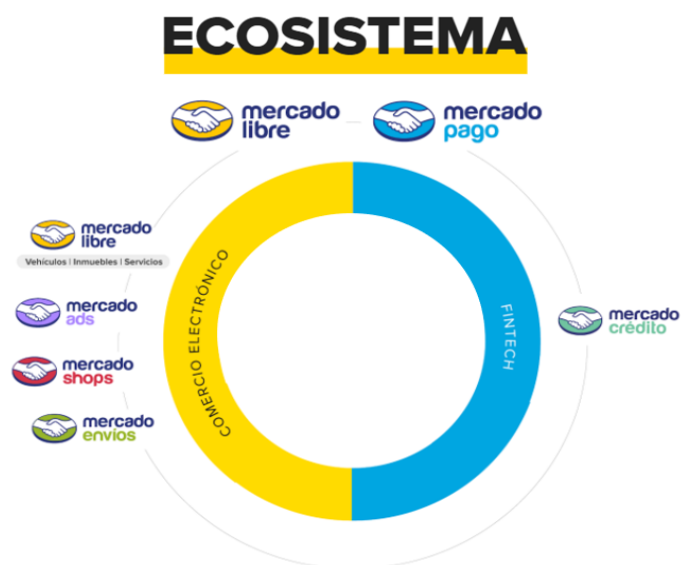 ECOSISTEMA
mercado
libre
mercado
pago
mercado
libre
Vehículos | Inmuebles | Servicios
mercado
ads
mercado
shops
mercado
envíos
COMERCIO ELECTRÓNICO
FINTECH
mercado
crédito